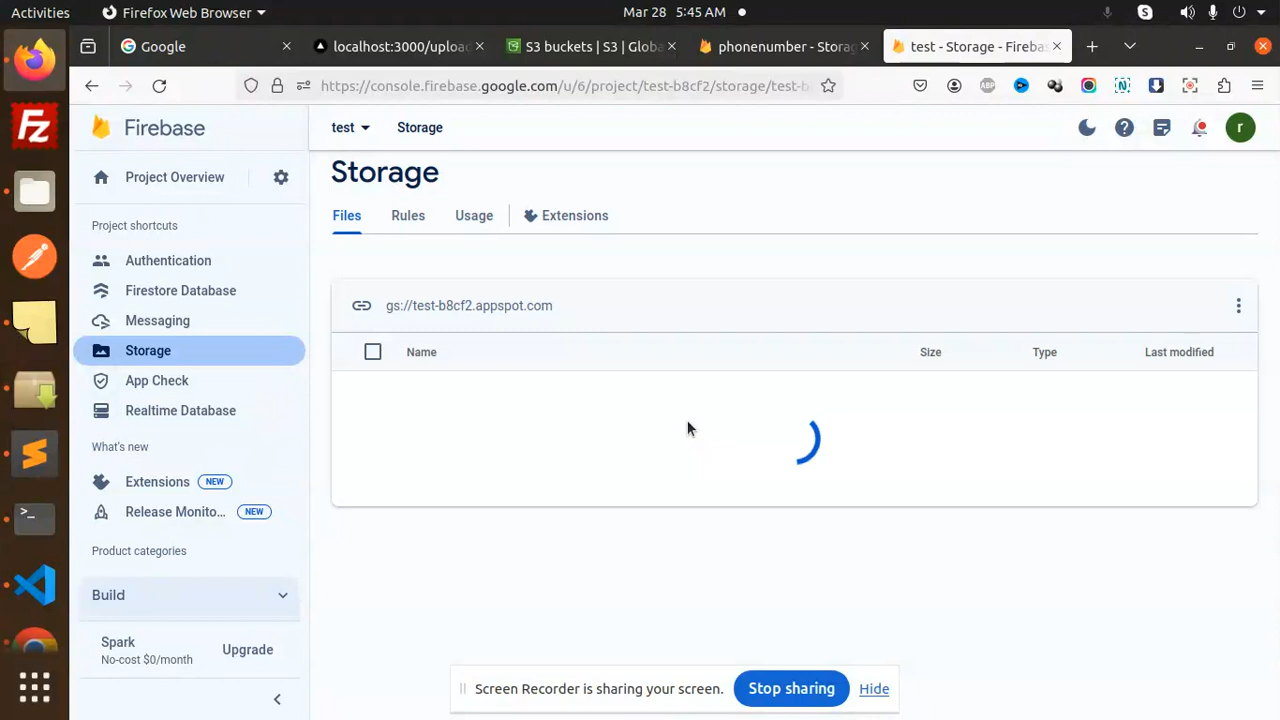 Activities
Firefox Web Browser
Mar 28 5:45 AM
Google
localhost:3000/uploa
S3 buckets | S3 | Globa
phonenumber - Storag
test - Storage - Fireba
https://console.firebase.google.com/u/6/project/test-b8cf2/storage/test-b
Firebase
test
Storage
r
Project Overview
Storage
Project shortcuts
Files
Rules
Usage
Extensions
Authentication
Firestore Database
Messaging
Storage
App Check
Realtime Database
gs://test-b8cf2.appspot.com
Name
Size
Type
Last modified
What's new
Extensions
NEW
Release Monito...
NEW
Product categories
Build
Spark
No-cost $0/month
Upgrade
Screen Recorder is sharing your screen.
Stop sharing
Hide